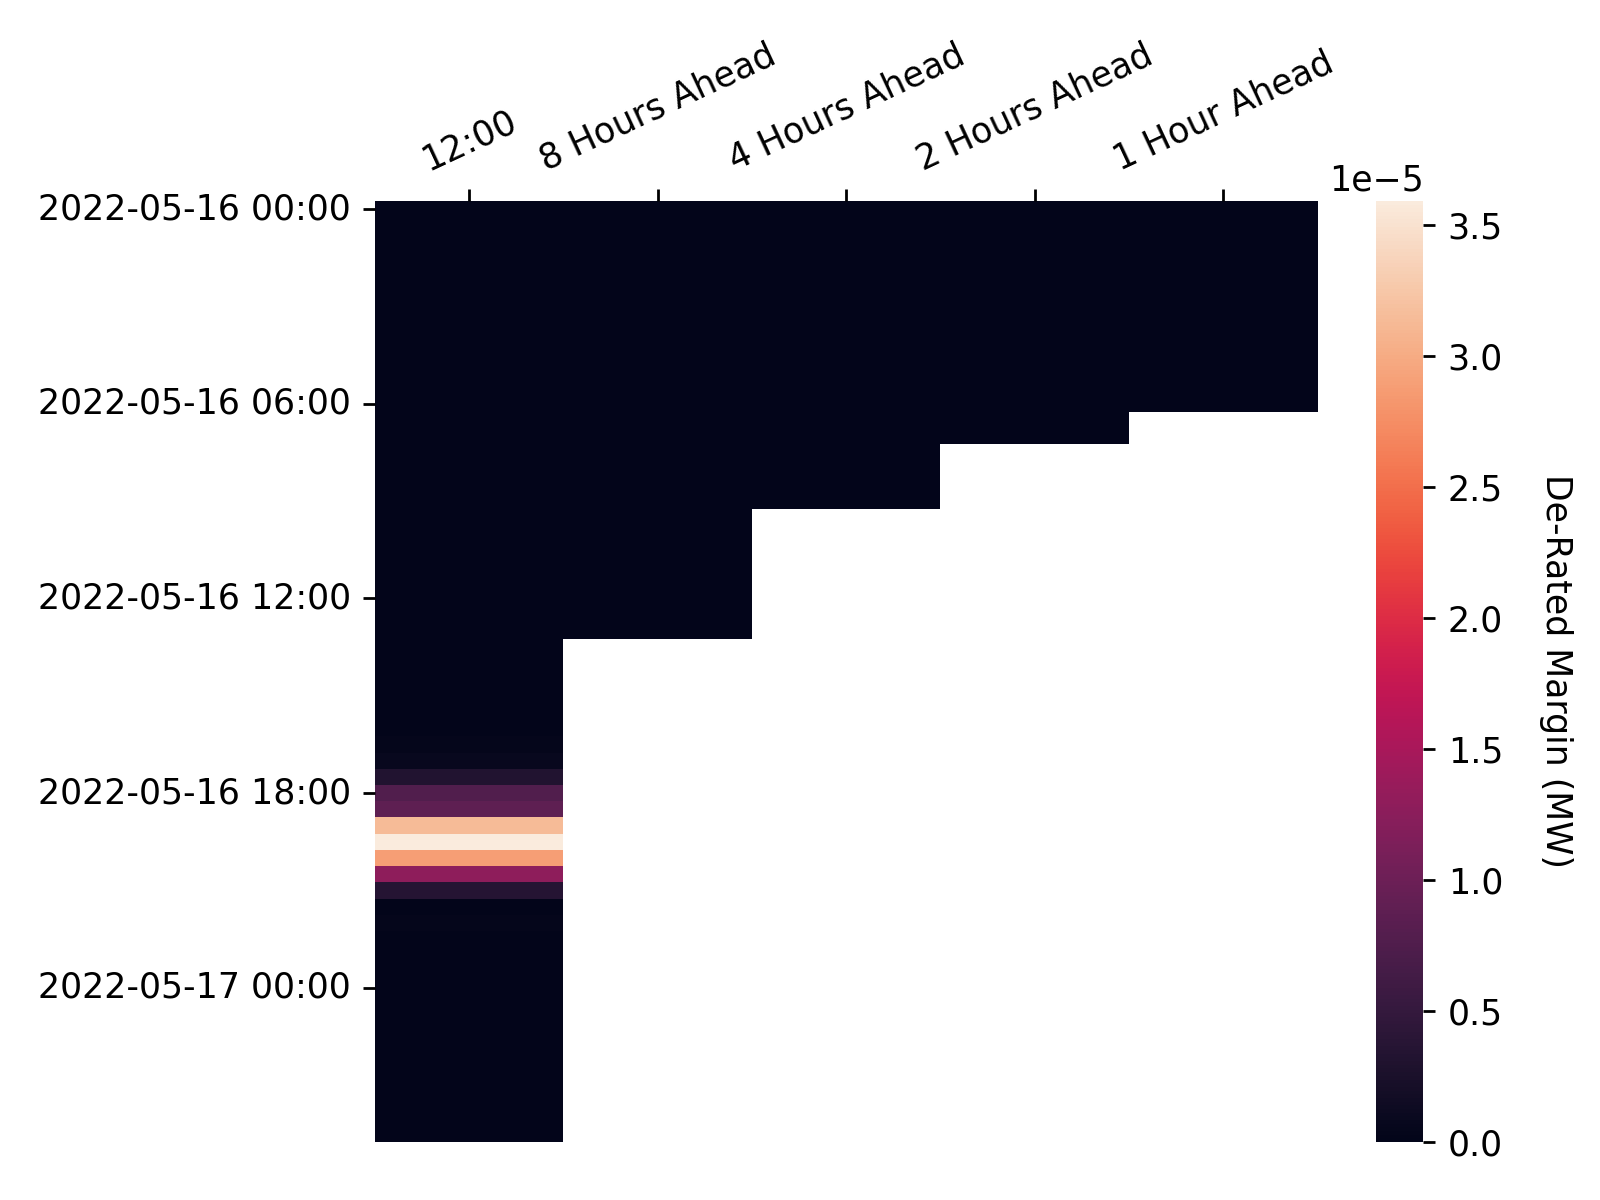 12:00
8 Hours Ahead
4 Hours Ahead
2 Hours Ahead
1 Hour Ahead
2022-05-16 00:00
2022-05-16 06:00
2022-05-16 12:00
2022-05-16 18:00
2022-05-17 00:00
1e−5
3.5
3.0
2.5
2.0
1.5
1.0
0.5
0.0
De-Rated Margin (MW)